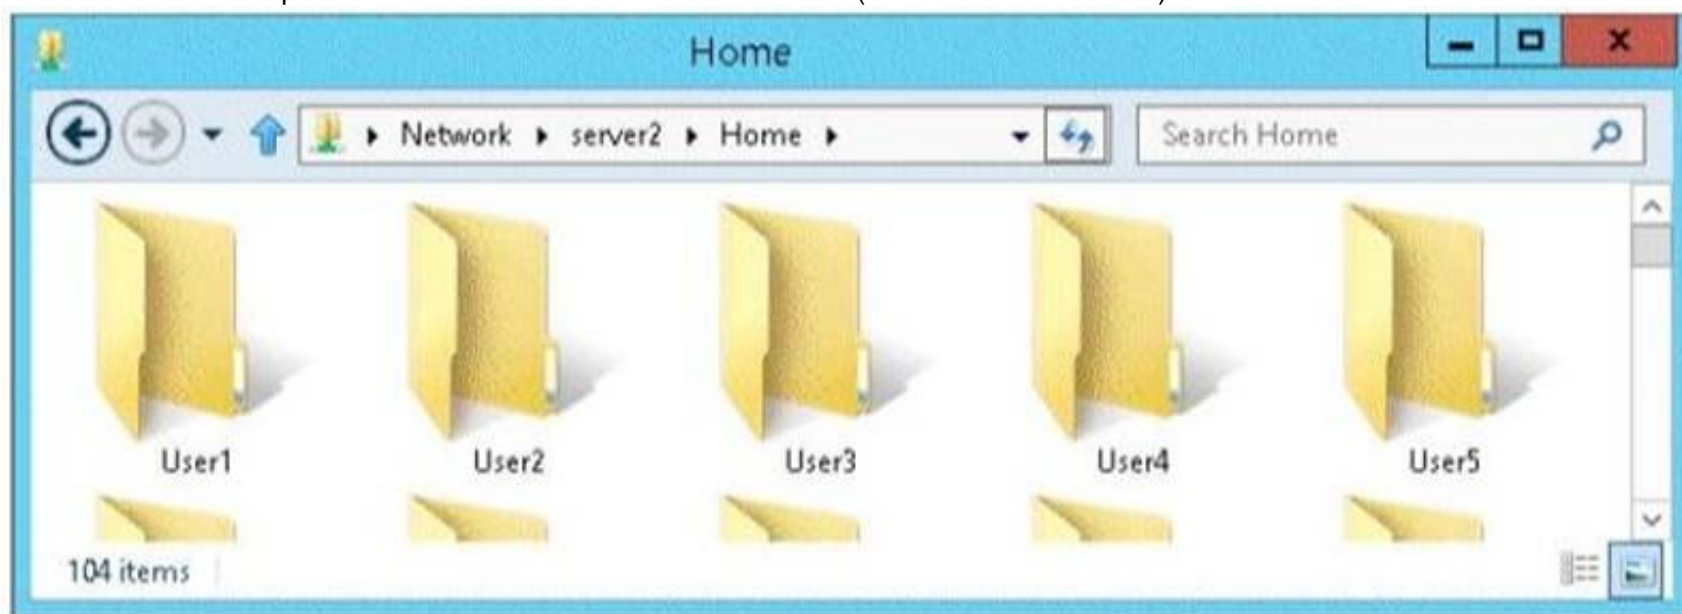 Home
Network server2 Home
Search Home
User1 User2 User3 User4 User5
104 items